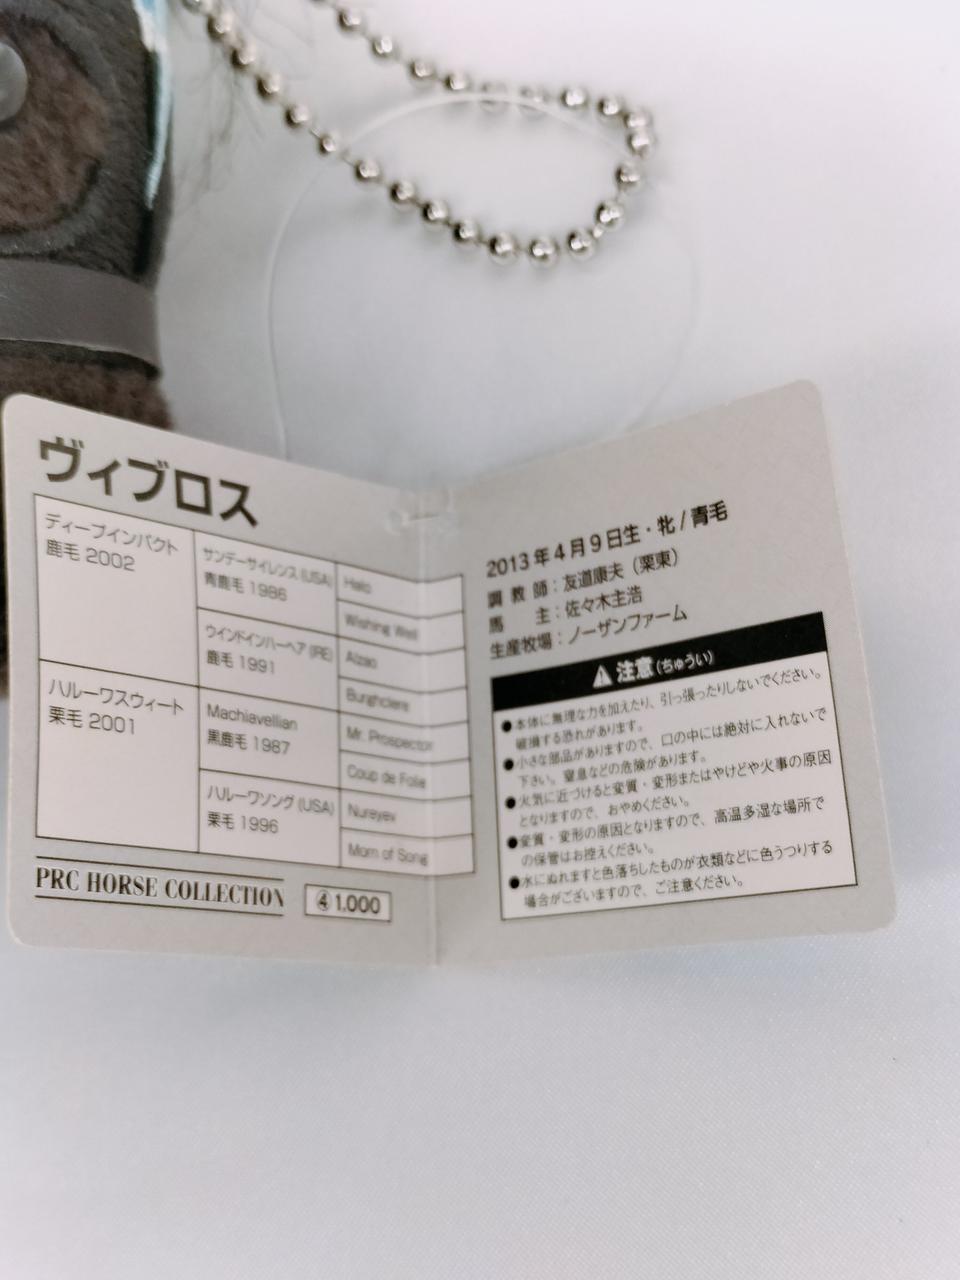 ヴィブロス
ディープインパクト
鹿毛 2002
サンデーサイレンス (USA)
青鹿毛 1986
Halo
Wishing Well
ウインドインハーヘア (IRE)
鹿毛 1991
Alzao
Burghclere
ハルーワスウィート
栗毛 2001
Machiavellian
黒鹿毛 1987
Mr. Prospector
Coup de Folie
ハルーワソング (USA)
栗毛 1996
Nureyev
Morn of Song
PRC HORSE COLLECTION
④ 1,000
2013年4月9日生・牝/青毛
調教師：友道康夫（栗東）
馬主：佐々木主浩
生産牧場：ノーザンファーム
⚠ 注意（ちゅうい）
●本体に無理な力を加えたり、引っ張ったりしないでください。
破損する恐れがあります。
●小さな部品がありますので、口の中には絶対に入れないで
下さい。窒息などの危険があります。
●火気に近づけると変質・変形またはやけどや火事の原因
となりますので、おやめください。
●変質・変形の原因となりますので、高温多湿な場所で
の保管はお控えください。
●水にぬれますと色落ちしたものが衣類などに色うつりする
場合がございますので、ご注意ください。